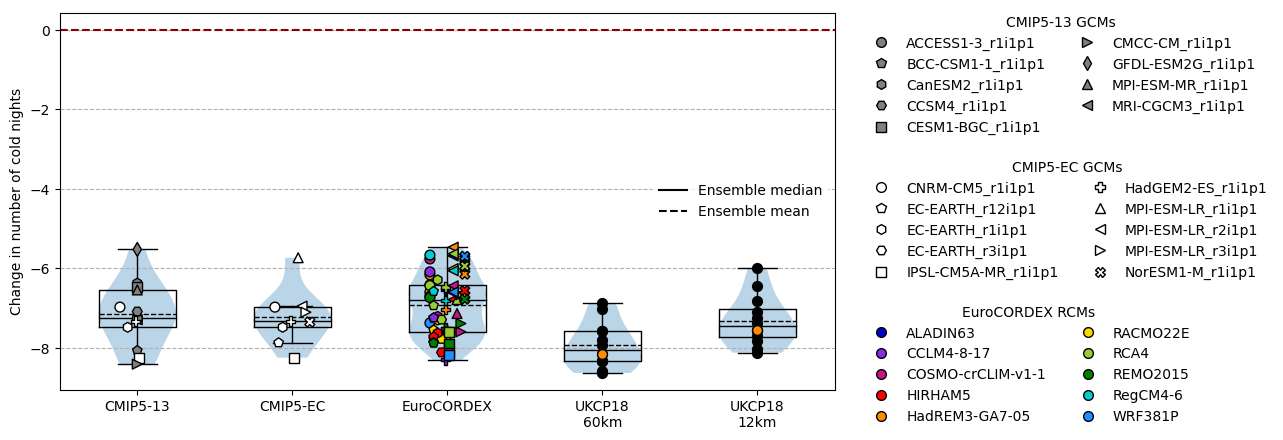 Change in number of cold nights
0
−2
−4
−6
−8
Ensemble median
Ensemble mean
CMIP5-13
CMIP5-EC
EuroCORDEX
UKCP18
60km
UKCP18
12km
CMIP5-13 GCMs
ACCESS1-3_r1i1p1
BCC-CSM1-1_r1i1p1
CanESM2_r1i1p1
CCSM4_r1i1p1
CESM1-BGC_r1i1p1
CMCC-CM_r1i1p1
GFDL-ESM2G_r1i1p1
MPI-ESM-MR_r1i1p1
MRI-CGCM3_r1i1p1
CMIP5-EC GCMs
CNRM-CM5_r1i1p1
EC-EARTH_r12i1p1
EC-EARTH_r1i1p1
EC-EARTH_r3i1p1
IPSL-CM5A-MR_r1i1p1
HadGEM2-ES_r1i1p1
MPI-ESM-LR_r1i1p1
MPI-ESM-LR_r2i1p1
MPI-ESM-LR_r3i1p1
NorESM1-M_r1i1p1
EuroCORDEX RCMs
ALADIN63
CCLM4-8-17
COSMO-crCLIM-v1-1
HIRHAM5
HadREM3-GA7-05
RACMO22E
RCA4
REMO2015
RegCM4-6
WRF381P